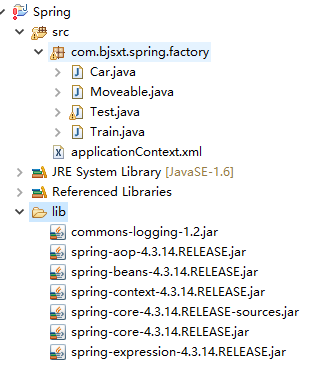 Spring
src
com.bjsxt.spring.factory
Car.java
Moveable.java
Test.java
Train.java
applicationContext.xml
JRE System Library [JavaSE-1.6]
Referenced Libraries
lib
commons-logging-1.2.jar
spring-aop-4.3.14.RELEASE.jar
spring-beans-4.3.14.RELEASE.jar
spring-context-4.3.14.RELEASE.jar
spring-core-4.3.14.RELEASE-sources.jar
spring-core-4.3.14.RELEASE.jar
spring-expression-4.3.14.RELEASE.jar